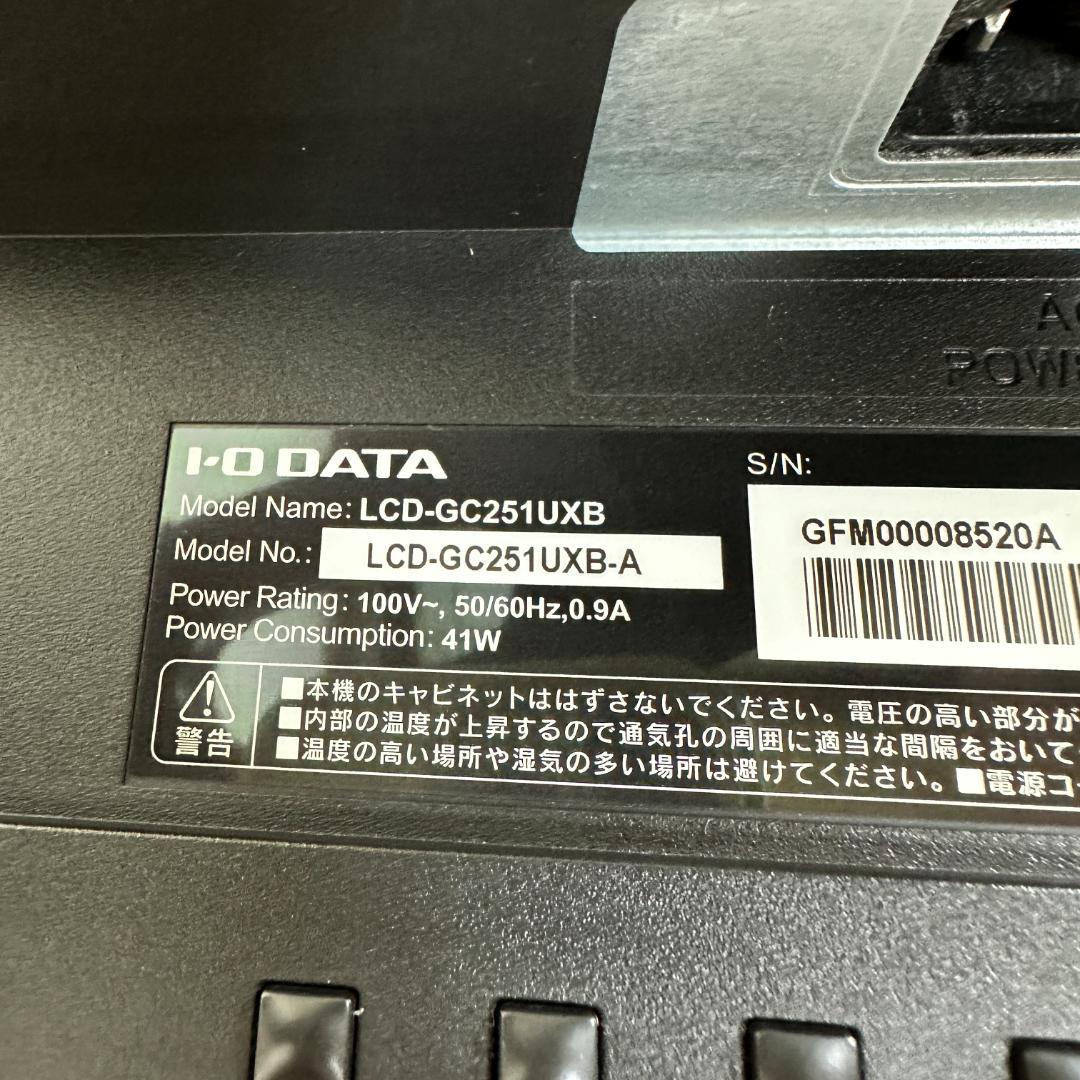 AC
POWE
I-O DATA
Model Name: LCD-GC251UXB
Model No.: LCD-GC251UXB-A
Power Rating: 100V~, 50/60Hz,0.9A
Power Consumption: 41W
S/N:
GFM00008520A
警告
■本機のキャビネットははずさないでください。電圧の高い部分が
■内部の温度が上昇するので通気孔の周囲に適当な間隔をおいて
■温度の高い場所や湿気の多い場所は避けてください。■電源コ